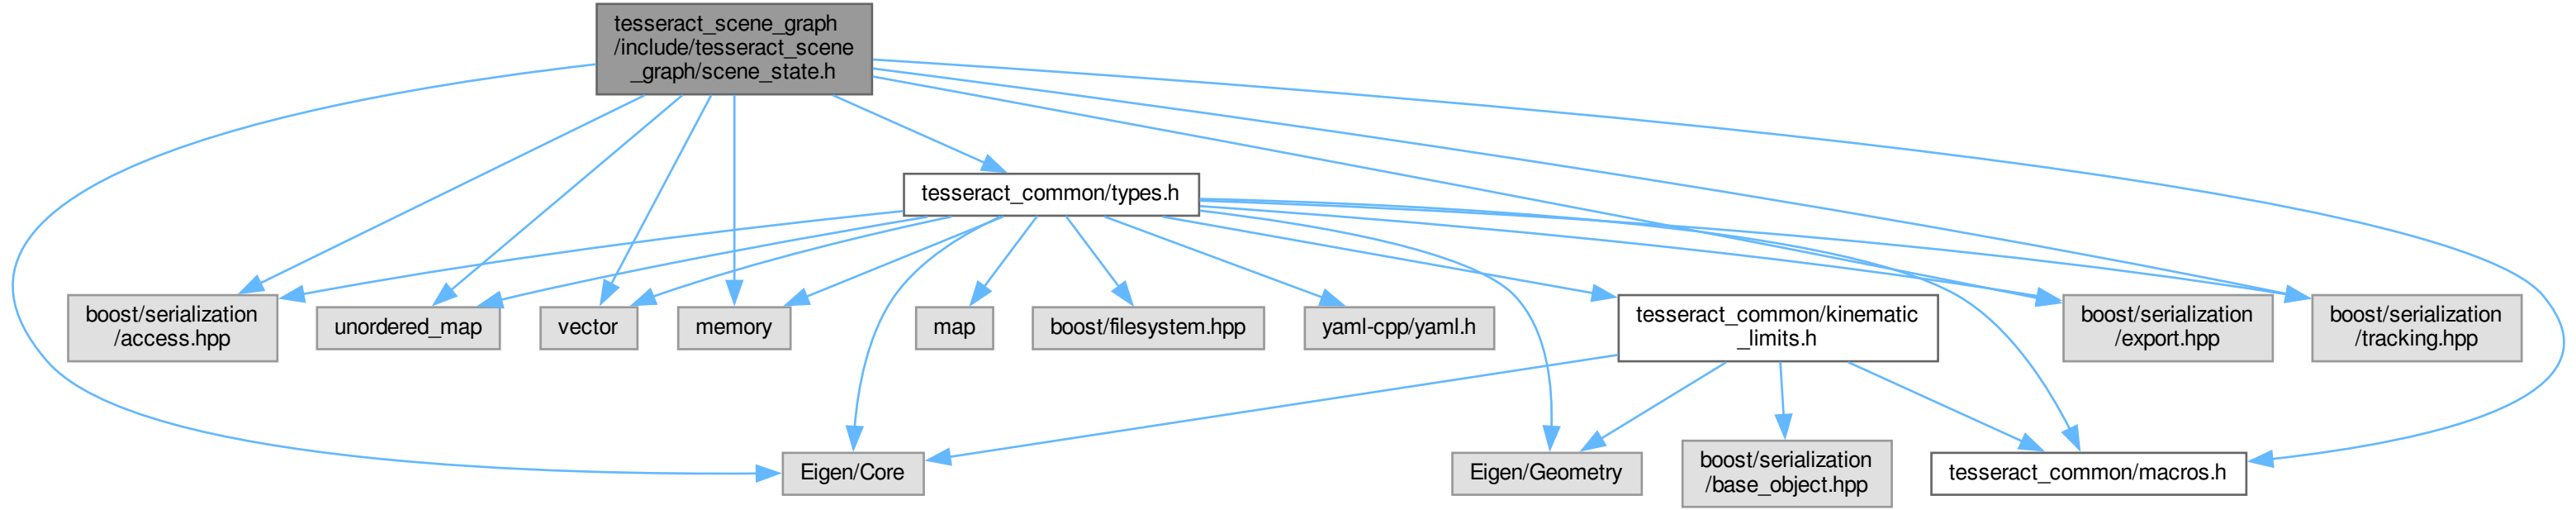 tesseract_scene_graph
/include/tesseract_scene
_graph/scene_state.h
tesseract_common/types.h
boost/serialization
/access.hpp
unordered_map
vector
memory
map
boost/filesystem.hpp
yaml-cpp/yaml.h
tesseract_common/kinematic
_limits.h
boost/serialization
/export.hpp
boost/serialization
/tracking.hpp
Eigen/Core
Eigen/Geometry
boost/serialization
/base_object.hpp
tesseract_common/macros.h